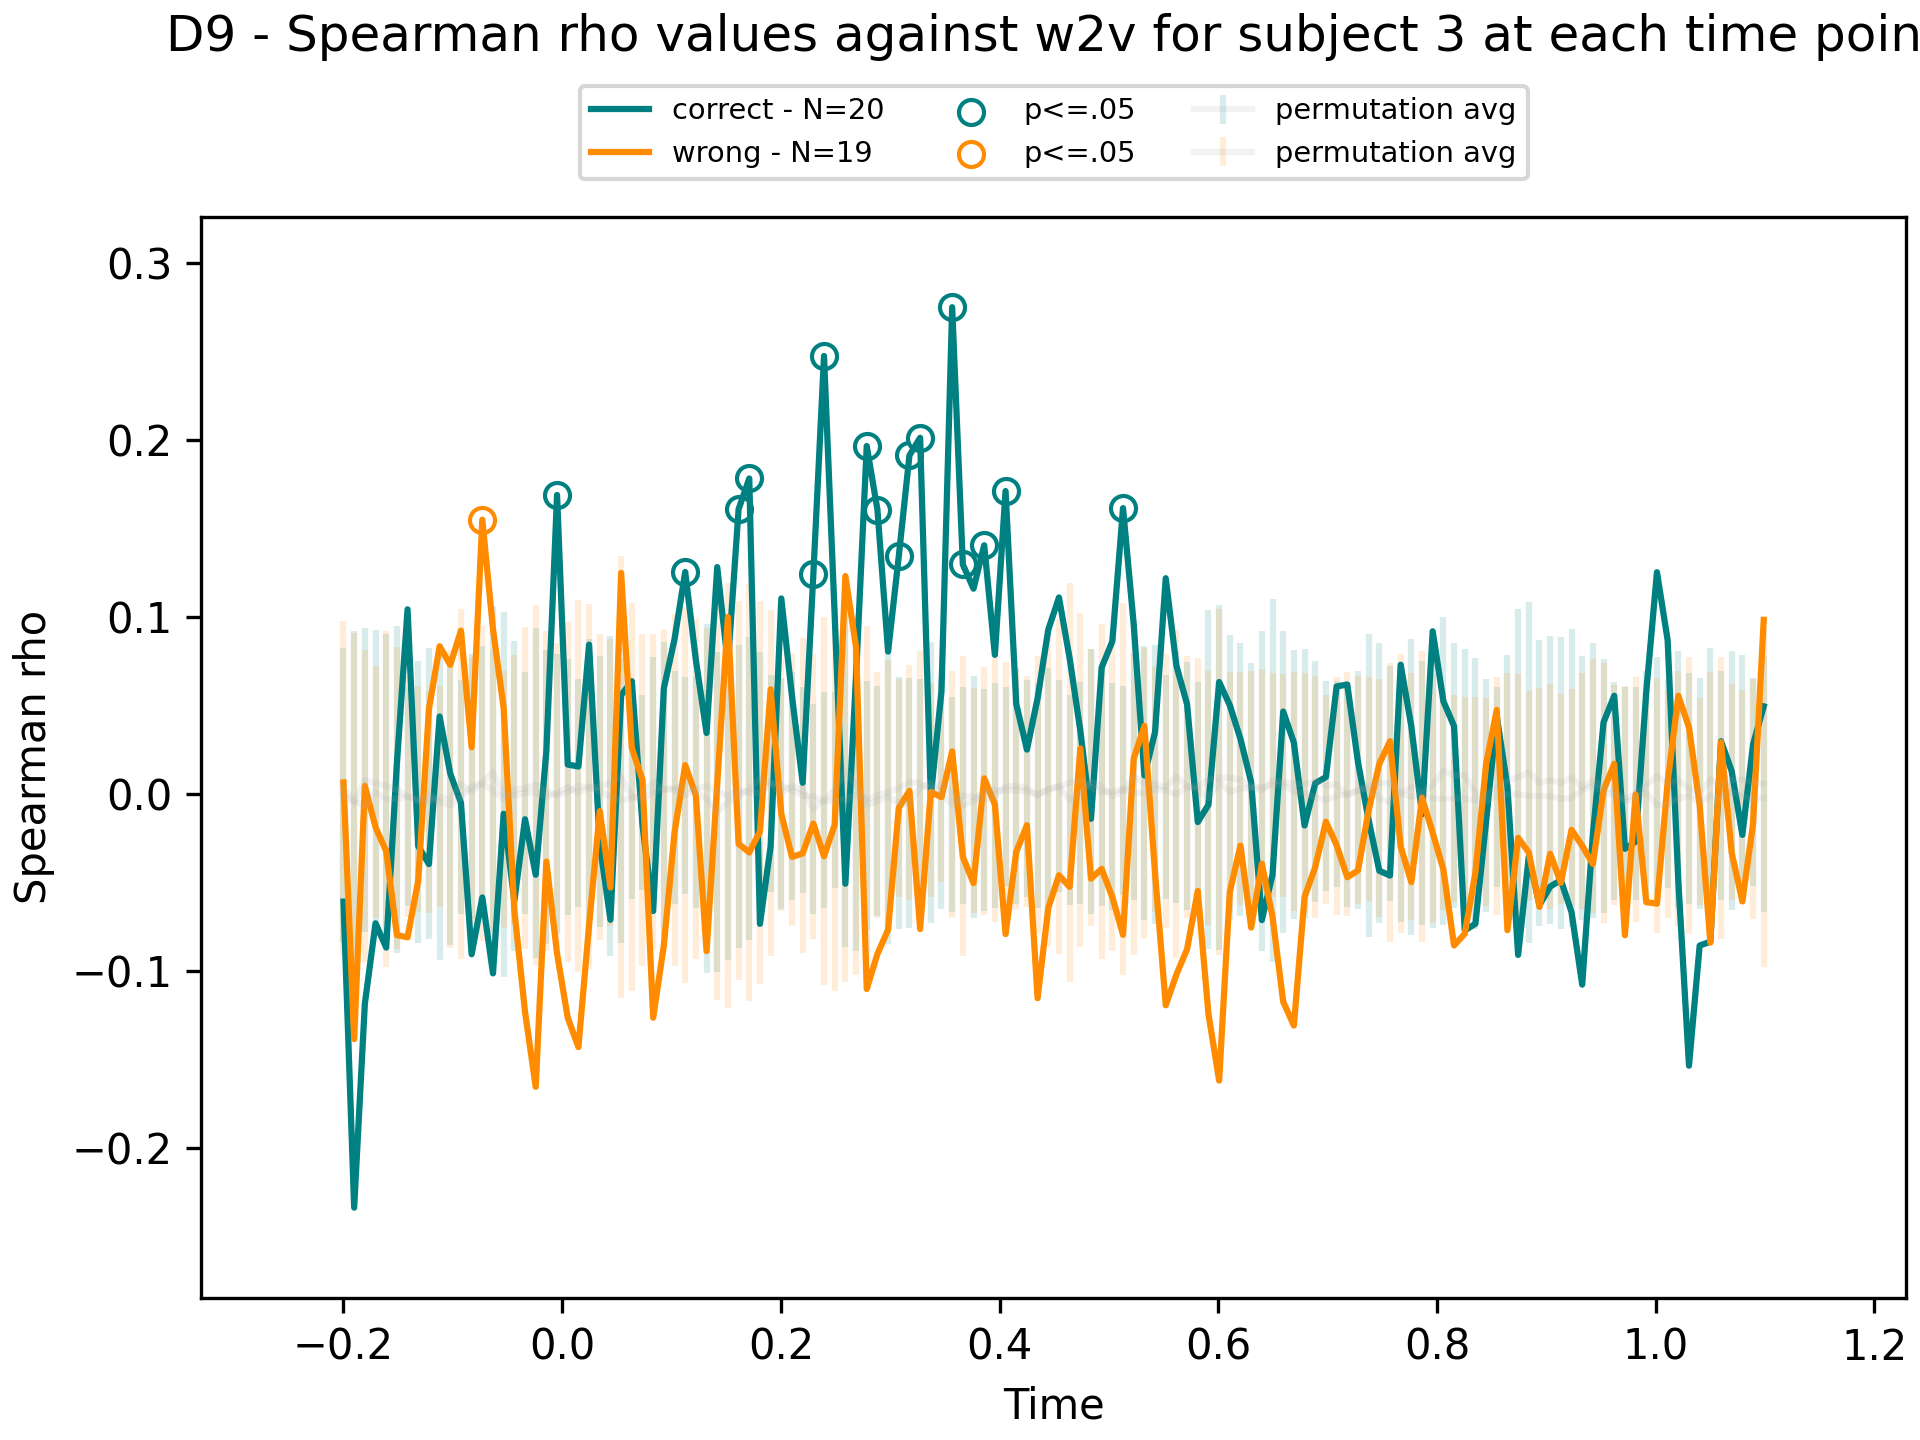 D9 - Spearman rho values against w2v for subject 3 at each time poin
correct - N=20
wrong - N=19
p<=.05
p<=.05
permutation avg
permutation avg
Spearman rho
0.3
0.2
0.1
0.0
−0.1
−0.2
−0.2
0.0
0.2
0.4
0.6
0.8
1.0
1.2
Time